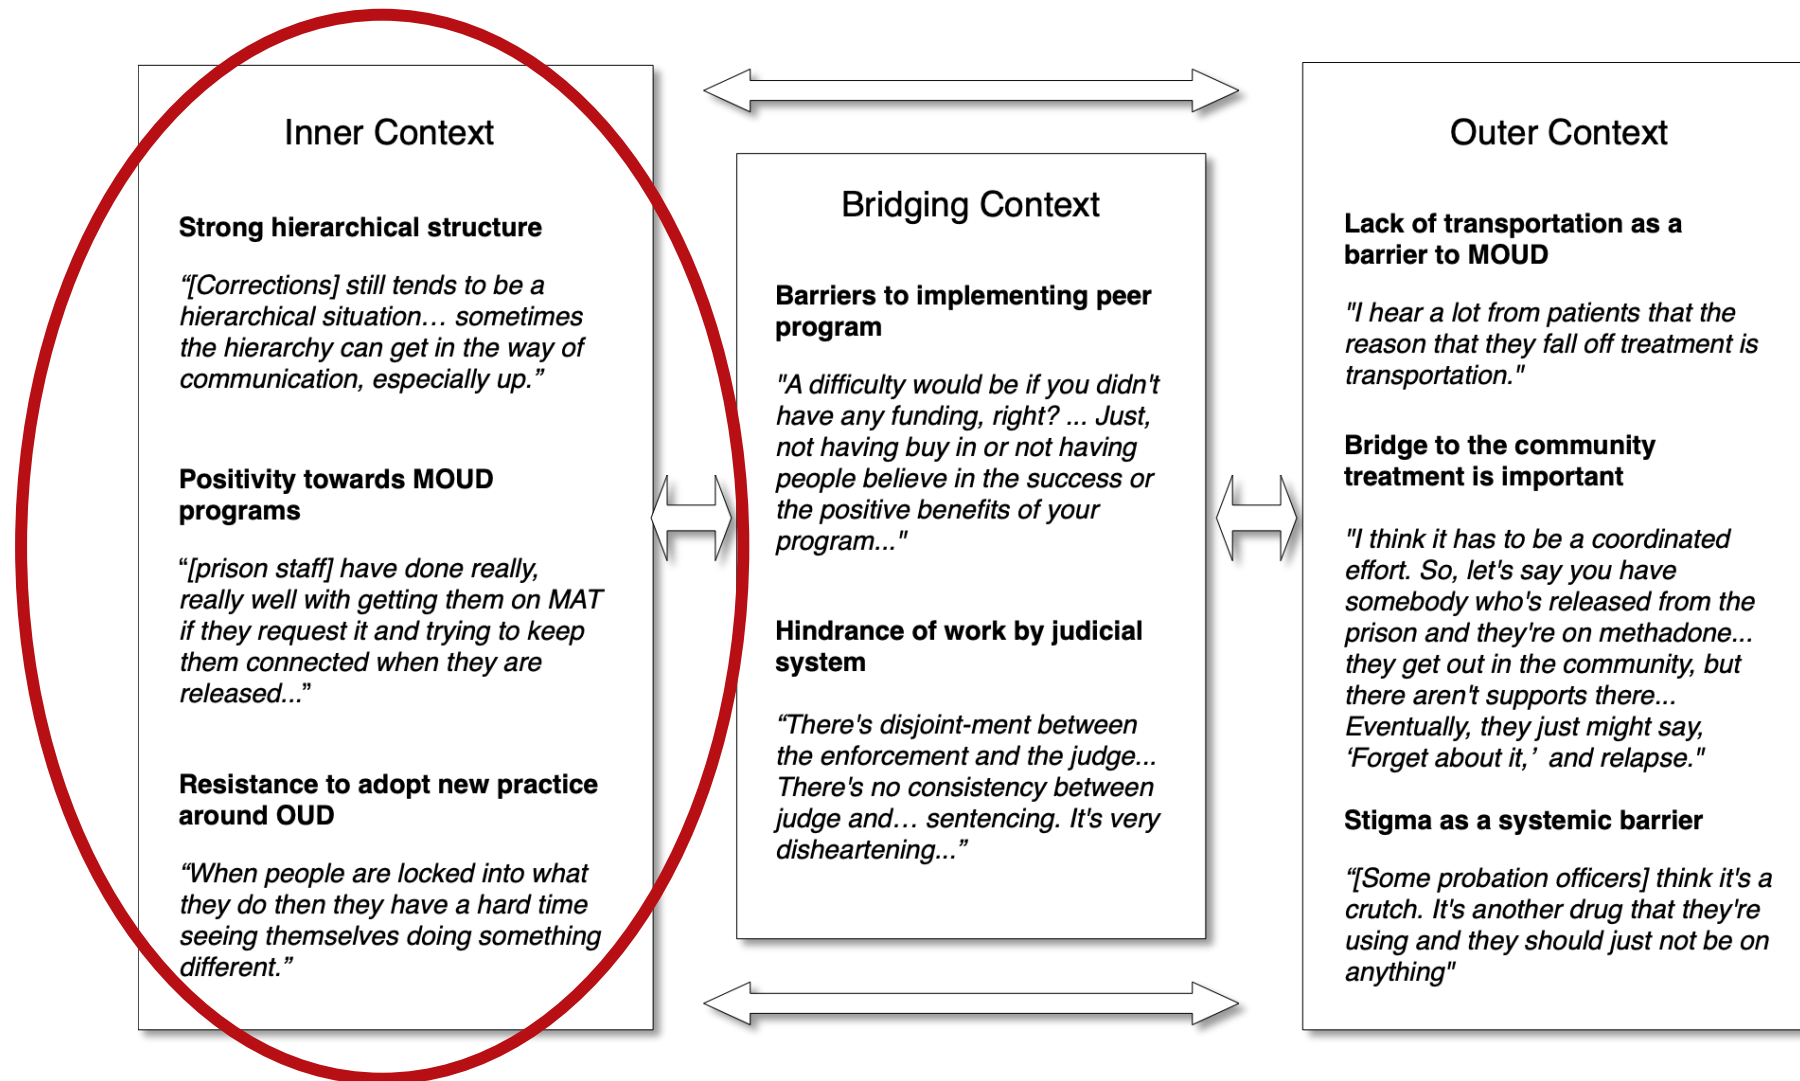 Inner Context
Strong hierarchical structure
“[Corrections] still tends to be a
hierarchical situation… sometimes
the hierarchy can get in the way of
communication, especially up.”
Positivity towards MOUD
programs
“[prison staff] have done really,
really well with getting them on MAT
if they request it and trying to keep
them connected when they are
released...”
Resistance to adopt new practice
around OUD
“When people are locked into what
they do then they have a hard time
seeing themselves doing something
different.”
Bridging Context
Barriers to implementing peer
program
"A difficulty would be if you didn't
have any funding, right? ... Just,
not having buy in or not having
people believe in the success or
the positive benefits of your
program..."
Hindrance of work by judicial
system
“There's disjoint-ment between
the enforcement and the judge...
There's no consistency between
judge and… sentencing. It's very
disheartening...”
Outer Context
Lack of transportation as a
barrier to MOUD
"I hear a lot from patients that the
reason that they fall off treatment is
transportation."
Bridge to the community
treatment is important
"I think it has to be a coordinated
effort. So, let's say you have
somebody who's released from the
prison and they're on methadone...
they get out in the community, but
there aren't supports there...
Eventually, they just might say,
‘Forget about it,’ and relapse."
Stigma as a systemic barrier
“[Some probation officers] think it's a
crutch. It's another drug that they're
using and they should just not be on
anything"